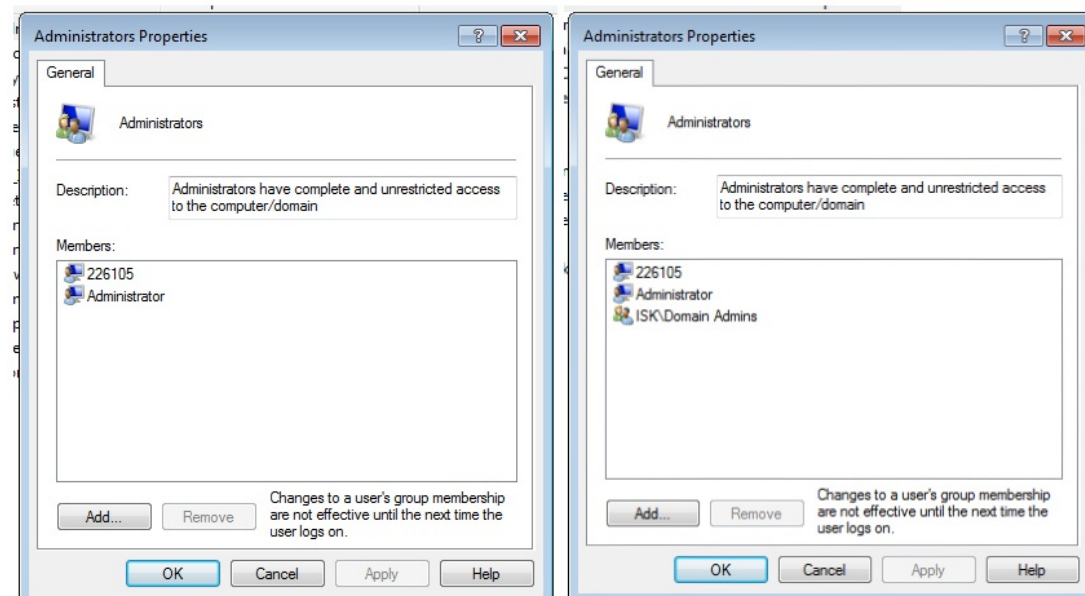 Administrators Properties
General
Administrators
Description:
Administrators have complete and unrestricted access
to the computer/domain
Members:
226105
Administrator
Add...
Remove
Changes to a user's group membership
are not effective until the next time the
user logs on.
OK
Cancel
Apply
Help
Administrators Properties
General
Administrators
Description:
Administrators have complete and unrestricted access
to the computer/domain
Members:
226105
Administrator
ISK\Domain Admins
Add...
Remove
Changes to a user's group membership
are not effective until the next time the
user logs on.
OK
Cancel
Apply
Help